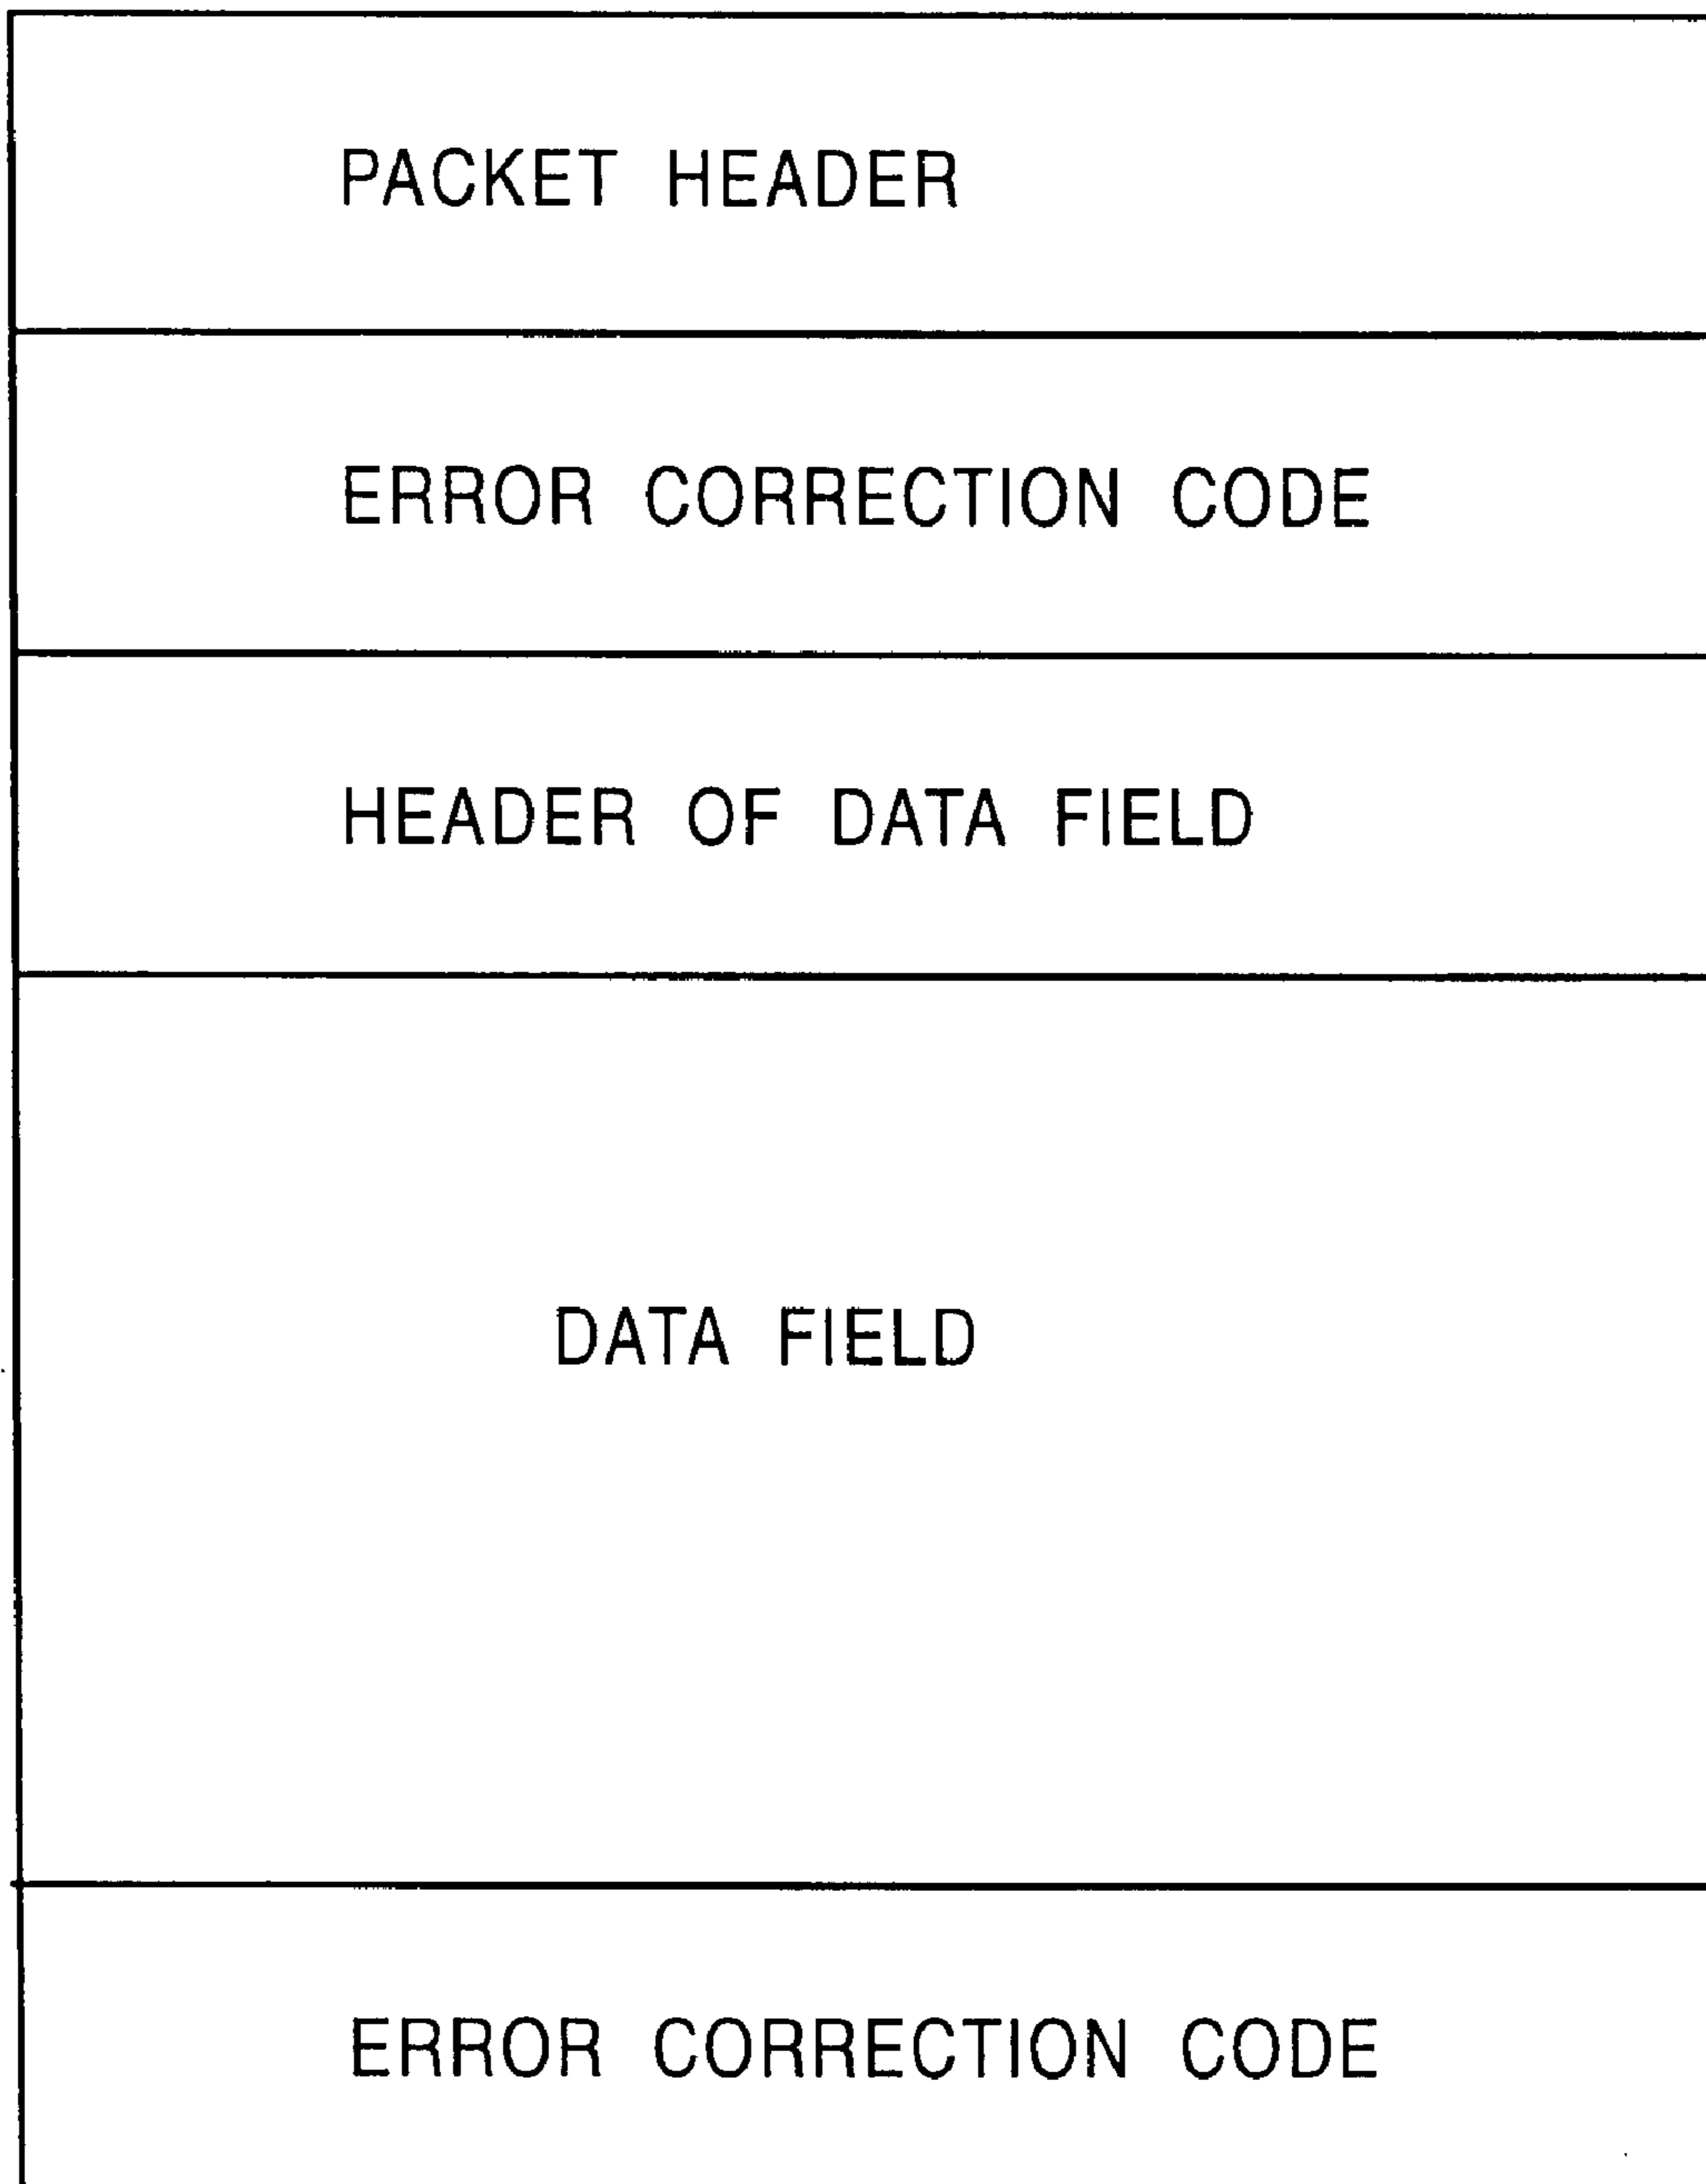 PACKET HEADER
ERROR CORRECTION CODE
HEADER OF DATA FIELD
DATA FIELD
ERROR CORRECTION CODE